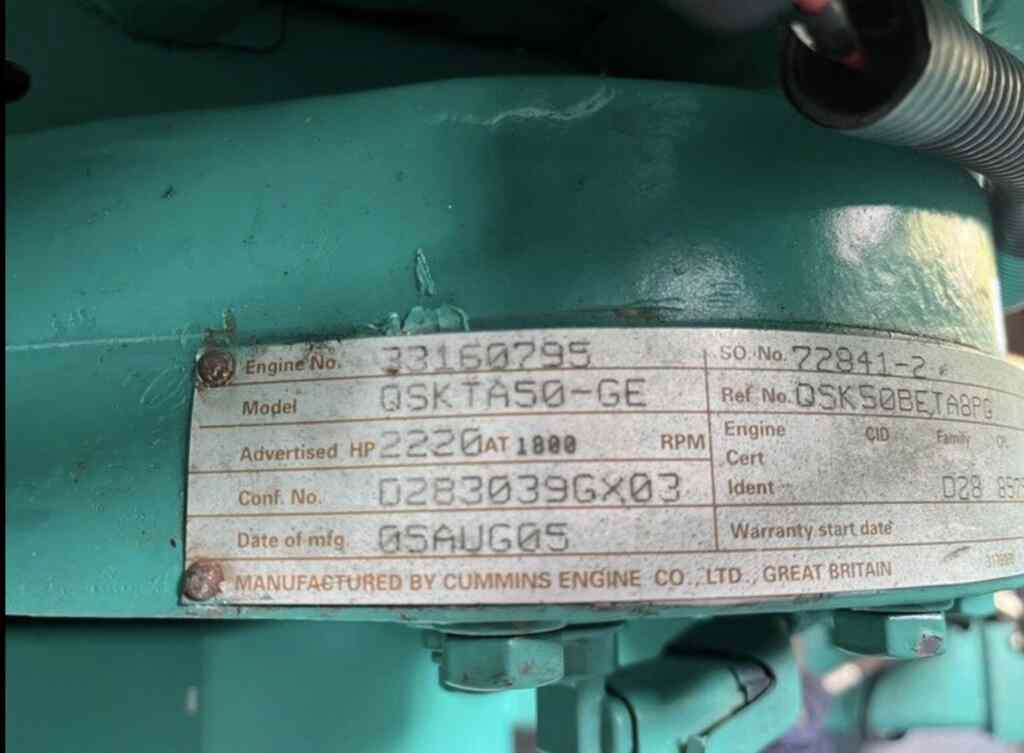 Engine No. 33160795
SO. No. 72841-2
Model QSKTA50-GE
Ref No. QSK50BETA8PG
Advertised HP 2220 AT 1800 RPM
Engine CID Family
Cert
Conf. No. D283039GX03
Ident D28
Date of mfg. 05AUG05
Warranty start date
MANUFACTURED BY CUMMINS ENGINE CO., LTD., GREAT BRITAIN